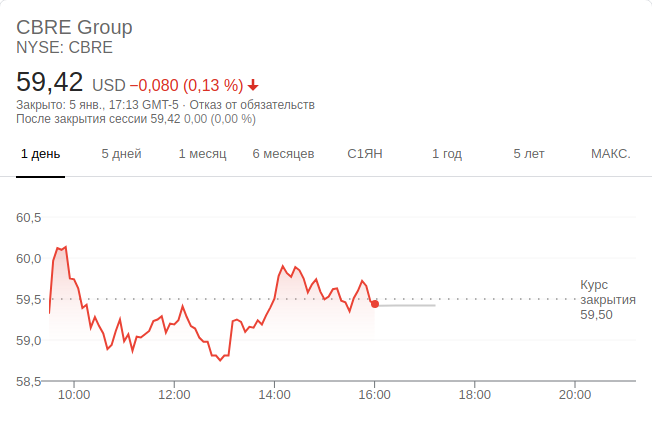 CBRE Group
NYSE: CBRE
59,42 USD −0,080 (0,13 %)
Закрыто: 5 янв., 17:13 GMT-5 · Отказ от обязательств
После закрытия сессии 59,42 0,00 (0,00 %)
1 день 5 дней 1 месяц 6 месяцев С1ЯН 1 год 5 лет МАКС.
60,5
60,0
59,5
59,0
58,5
Курс
закрытия
59,50
10:00 12:00 14:00 16:00 18:00 20:00